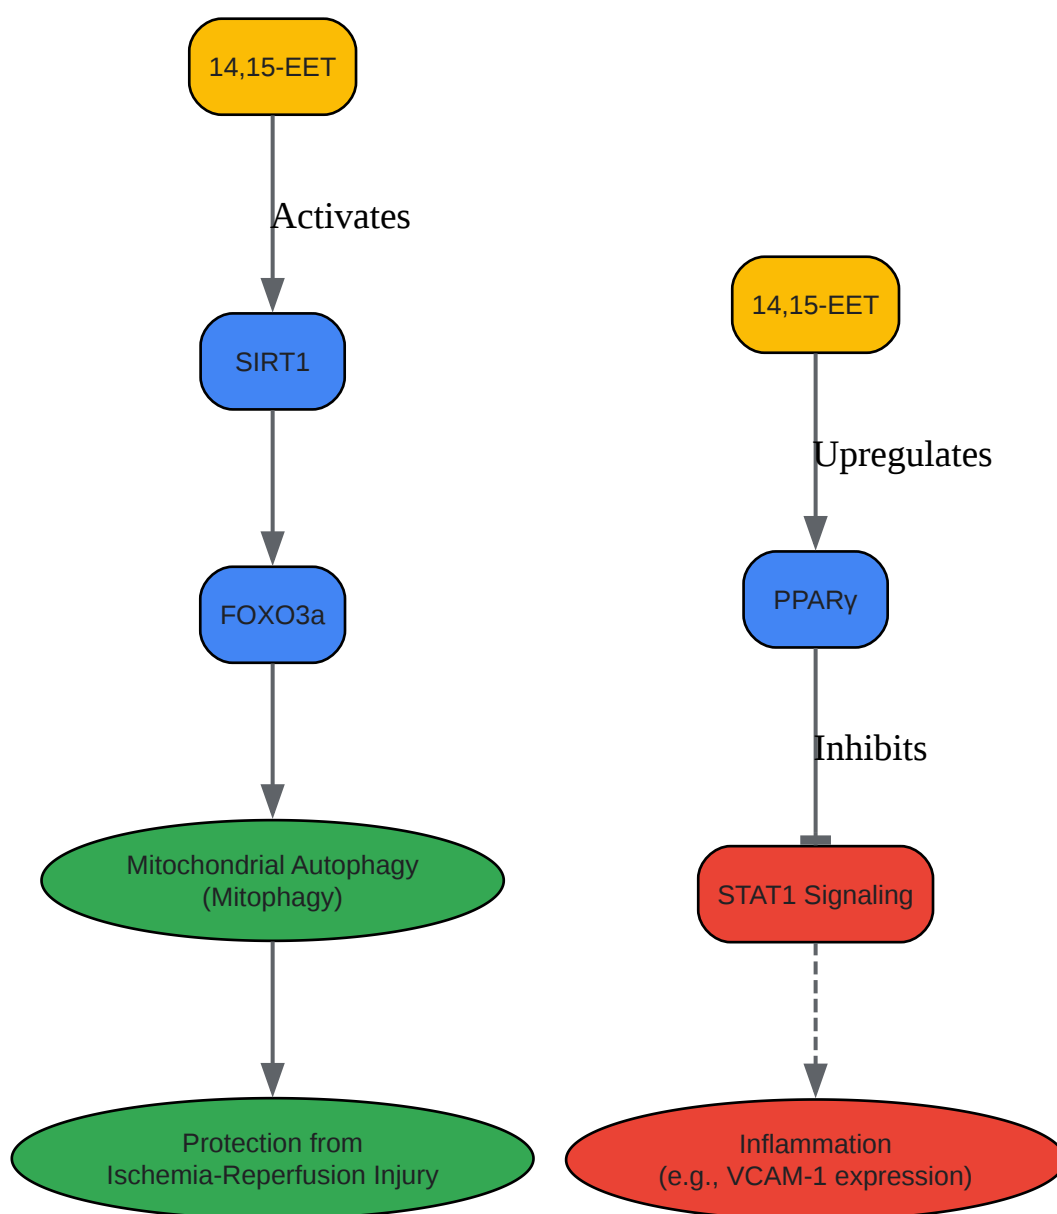 14,15-EET
Activates
SIRT1
FOXO3a
Mitochondrial Autophagy
(Mitophagy)
Protection from
Ischemia-Reperfusion Injury
14,15-EET
Upregulates
PPARγ
Inhibits
STAT1 Signaling
Inflammation
(e.g., VCAM-1 expression)